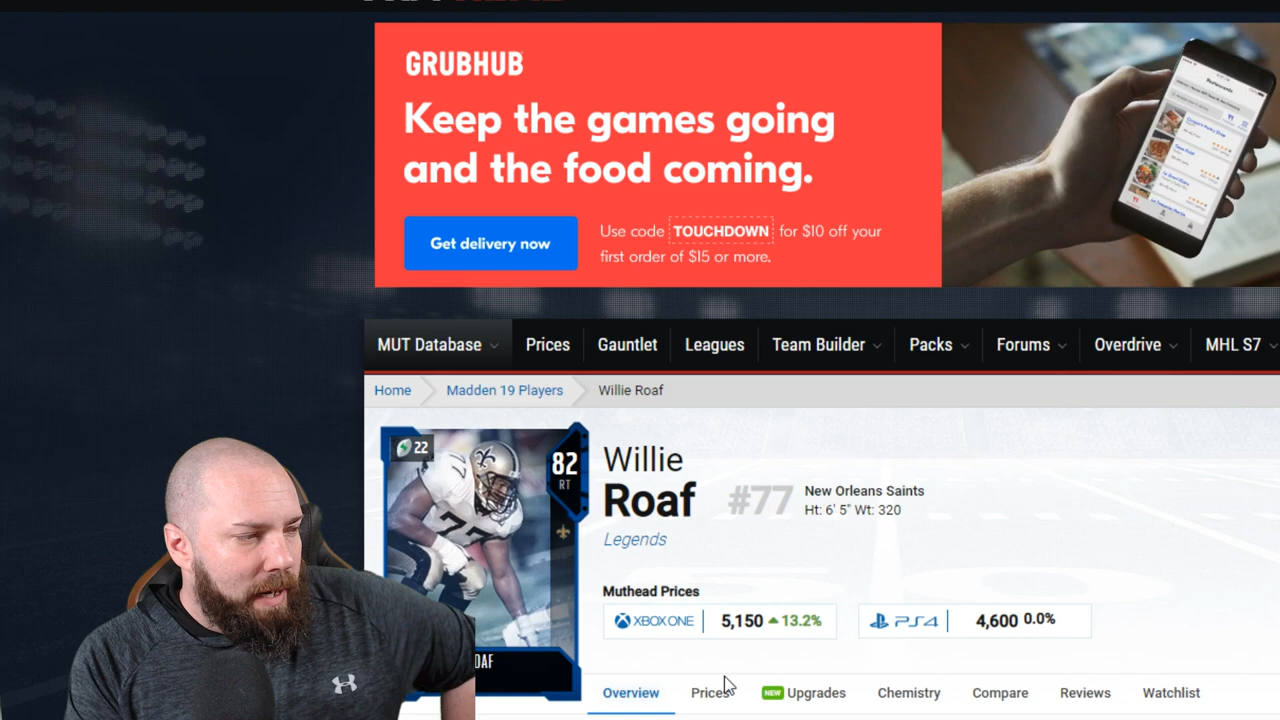 GRUBHUB
Keep the games going
and the food coming.
Get delivery now
Use code TOUCHDOWN for $10 off your
first order of $15 or more.
MUT Database Prices Gauntlet Leagues Team Builder Packs Forums Overdrive MHL S7
Home Madden 19 Players Willie Roaf
22
82
RT
Willie
Roaf
#77
New Orleans Saints
Ht: 6' 5" Wt: 320
Legends
Muthead Prices
XBOX ONE 5,150 13.2%
PS4 4,600 0.0%
OAF
Overview Prices NEW Upgrades Chemistry Compare Reviews Watchlist